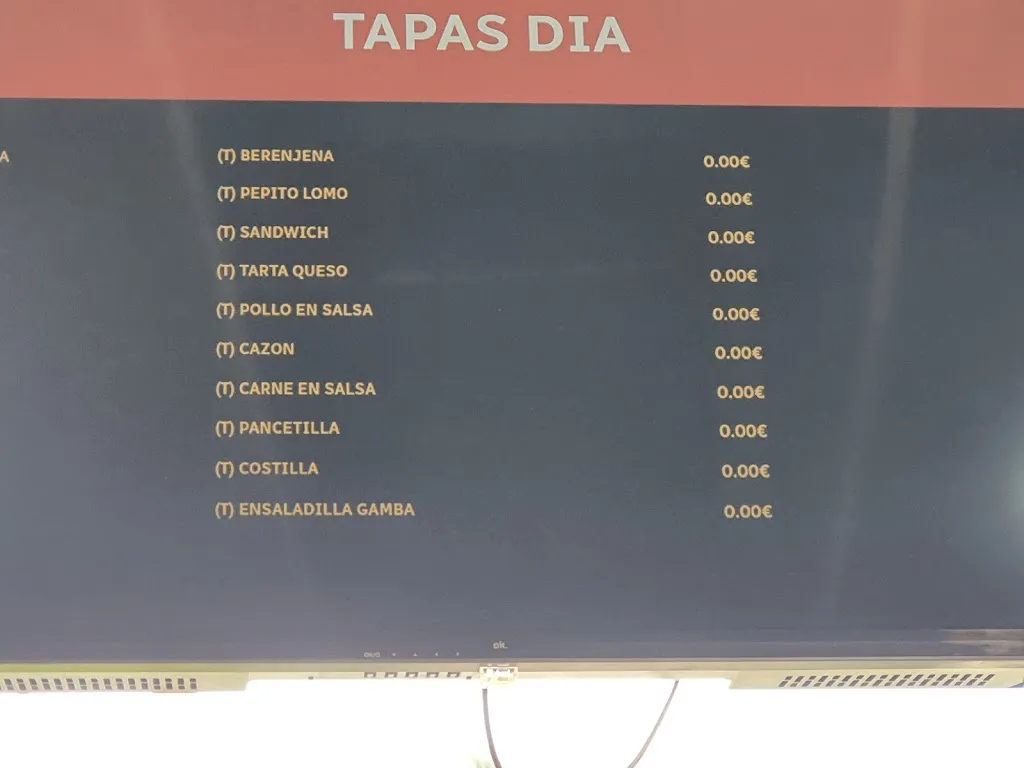 TAPAS DIA
A
(T) BERENJENA 0.00€
(T) PEPITO LOMO 0.00€
(T) SANDWICH 0.00€
(T) TARTA QUESO 0.00€
(T) POLLO EN SALSA 0.00€
(T) CAZON 0.00€
(T) CARNE EN SALSA 0.00€
(T) PANCETILLA 0.00€
(T) COSTILLA 0.00€
(T) ENSALADILLA GAMBA 0.00€
ok.